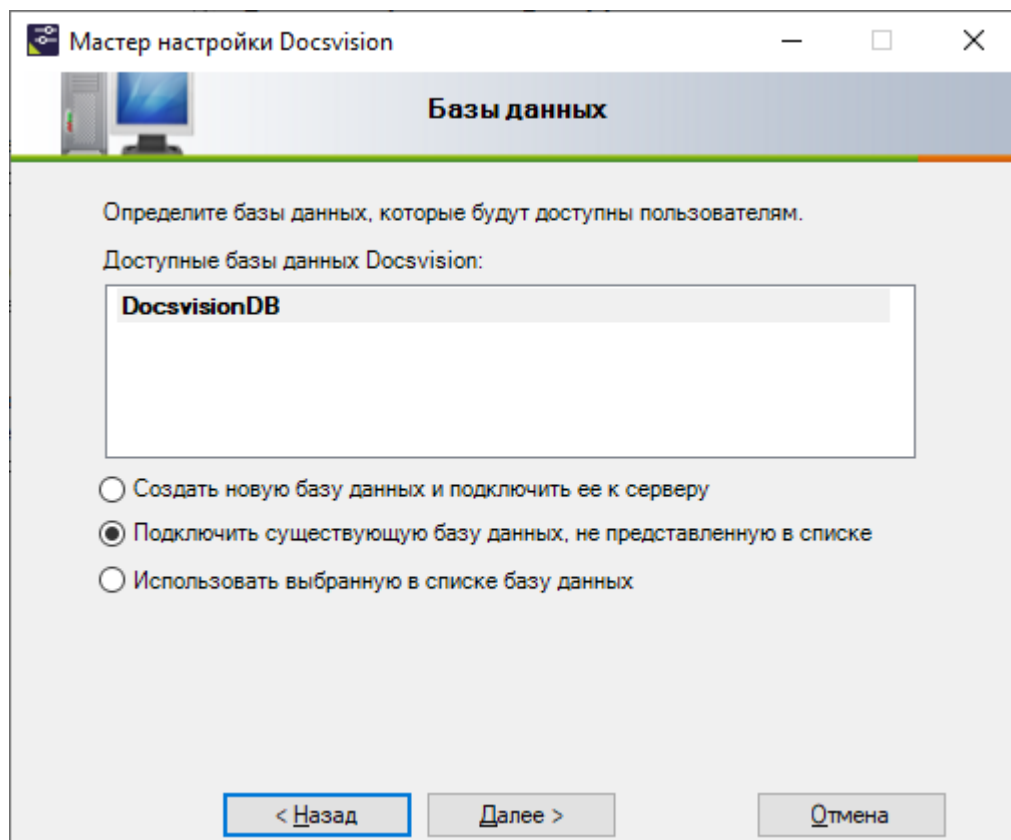 Мастер настройки Docsvision
Базы данных
Определите базы данных, которые будут доступны пользователям.
Доступные базы данных Docsvision:
DocsvisionDB
Создать новую базу данных и подключить ее к серверу
Подключить существующую базу данных, не представленную в списке
Использовать выбранную в списке базу данных
< Назад
Далее >
Отмена